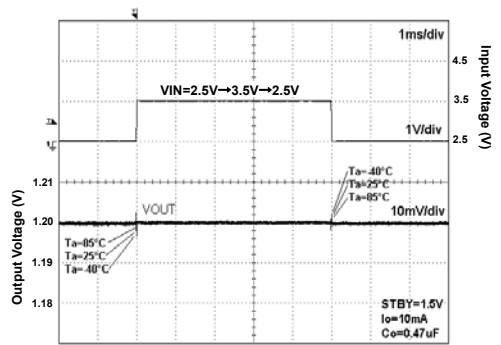 1ms/div
4.5
VIN=2.5V→3.5V→2.5V
3.5
1V/div
2.5
Input Voltage (V)
Ta=-40°C
Ta=25°C
Ta=85°C
1.21
VOUT
10mV/div
1.20
Ta=85°C
Ta=25°C
Ta=-40°C
1.19
1.18
Output Voltage (V)
STBY=1.5V
Io=10mA
Co=0.47uF